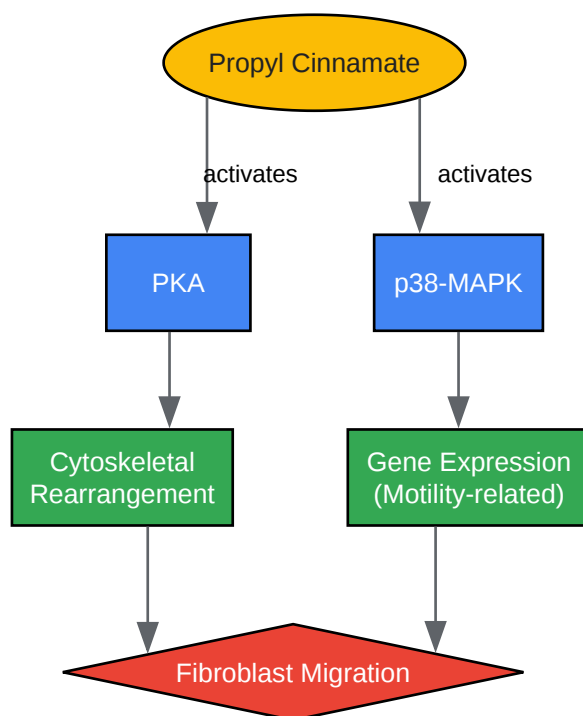 Propyl Cinnamate
activates
activates
PKA
p38-MAPK
Cytoskeletal
Rearrangement
Gene Expression
(Motility-related)
Fibroblast Migration